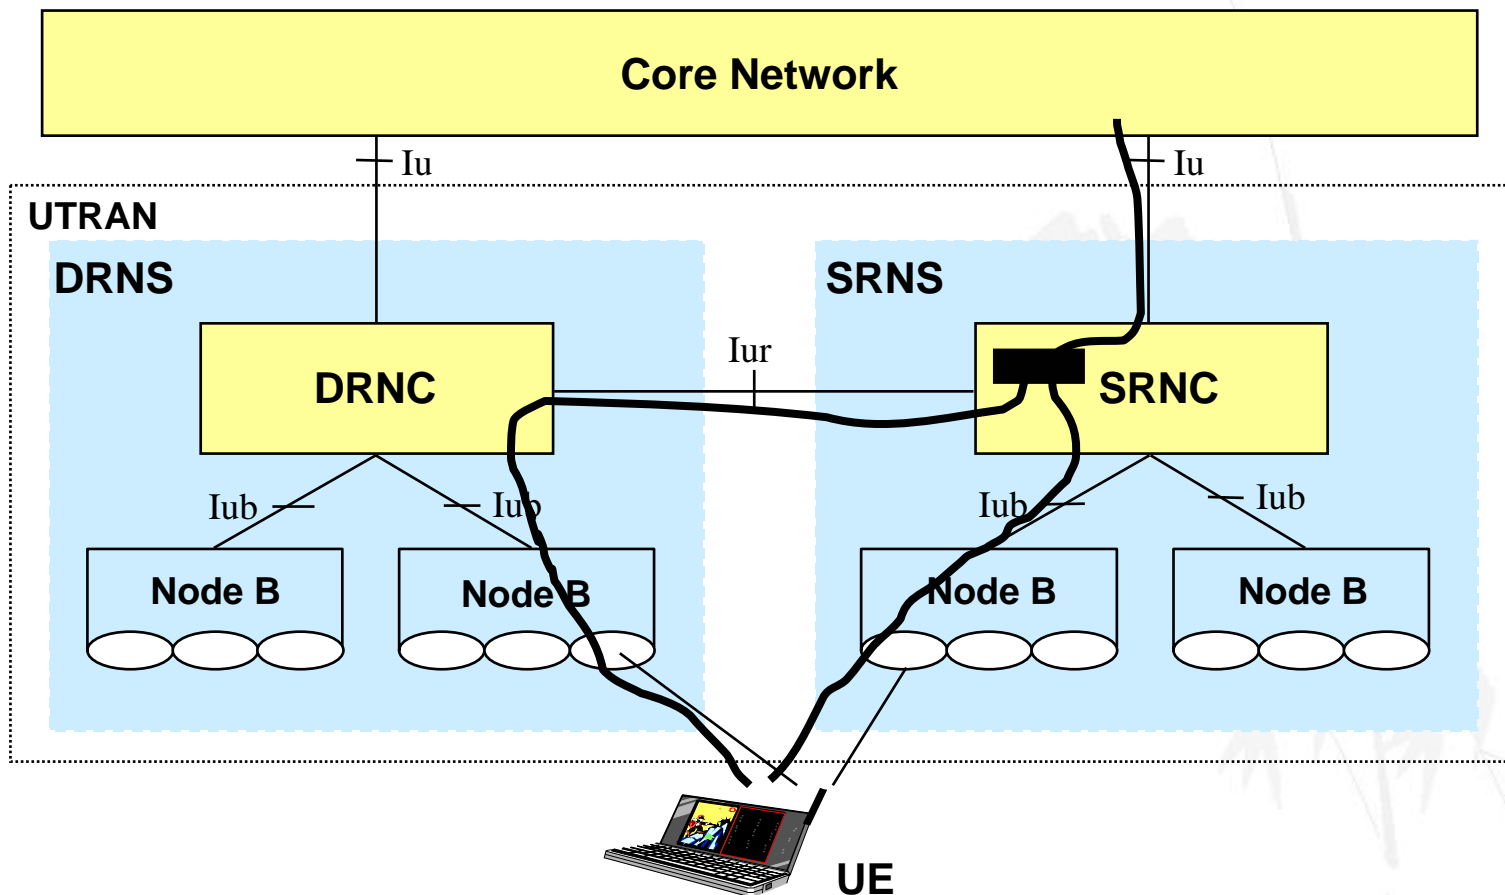 Core Network
Iu
Iu
UTRAN
DRNS
SRNS
Iur
DRNC
SRNC
Iub
Iub
Iub
Iub
Node B
Node B
Node B
Node B
UE